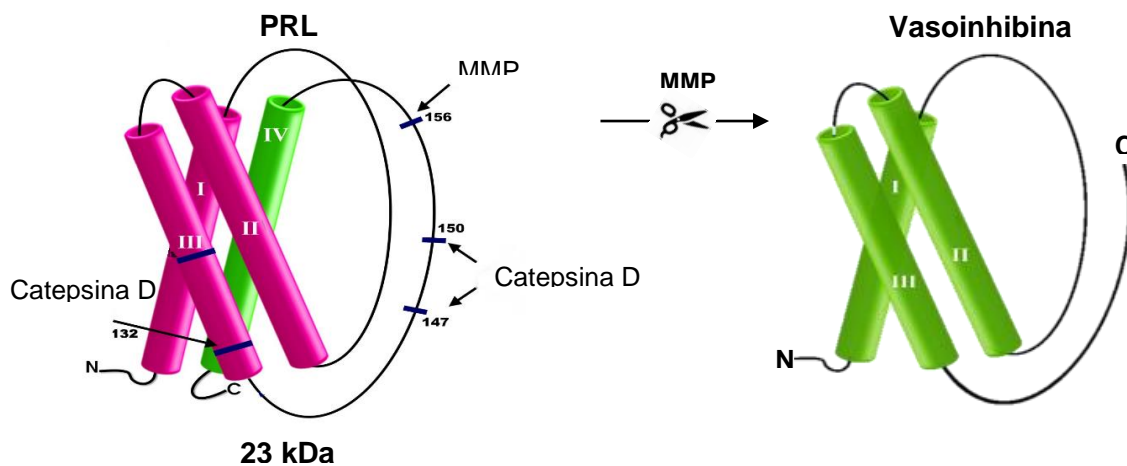 PRL
Vasoinhibina
MMP
156
MMP
IV
I
II
III
150
Catepsina D
Catepsina D
132
147
N
C
23 kDa
C
I
II
III
N